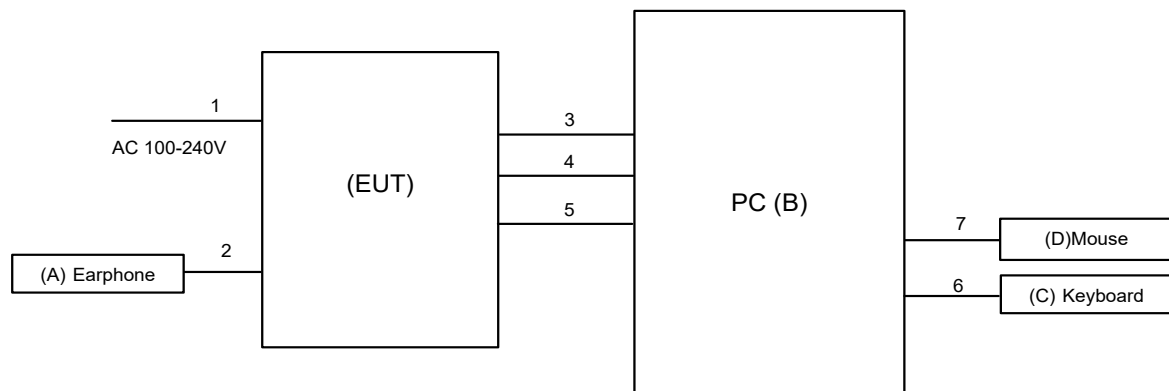 1
AC 100-240V
(EUT)
2
(A) Earphone
3
4
5
PC (B)
7
(D)Mouse
6
(C) Keyboard